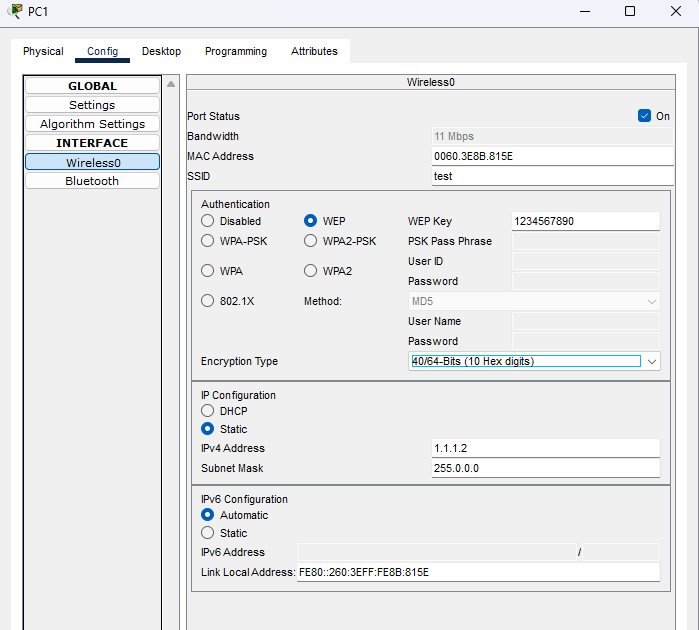 PC1
Physical Config Desktop Programming Attributes
GLOBAL
Settings
Algorithm Settings
INTERFACE
Wireless0
Bluetooth
Wireless0
Port Status On
Bandwidth 11 Mbps
MAC Address 0060.3E8B.815E
SSID test
Authentication
Disabled WEP WEP Key 1234567890
WPA-PSK WPA2-PSK PSK Pass Phrase
User ID
WPA WPA2
Password
802.1X Method: MD5
User Name
Password
Encryption Type 40/64-Bits (10 Hex digits)
IP Configuration
DHCP
Static
IPv4 Address 1.1.1.2
Subnet Mask 255.0.0.0
IPv6 Configuration
Automatic
Static
IPv6 Address /
Link Local Address: FE80::260:3EFF:FE8B:815E